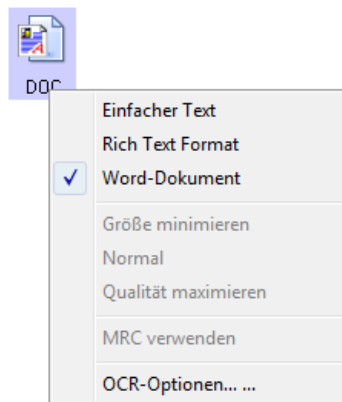 DOC
Einfacher Text
Rich Text Format
Word-Dokument
Größe minimieren
Normal
Qualität maximieren
MRC verwenden
OCR-Optionen... ...